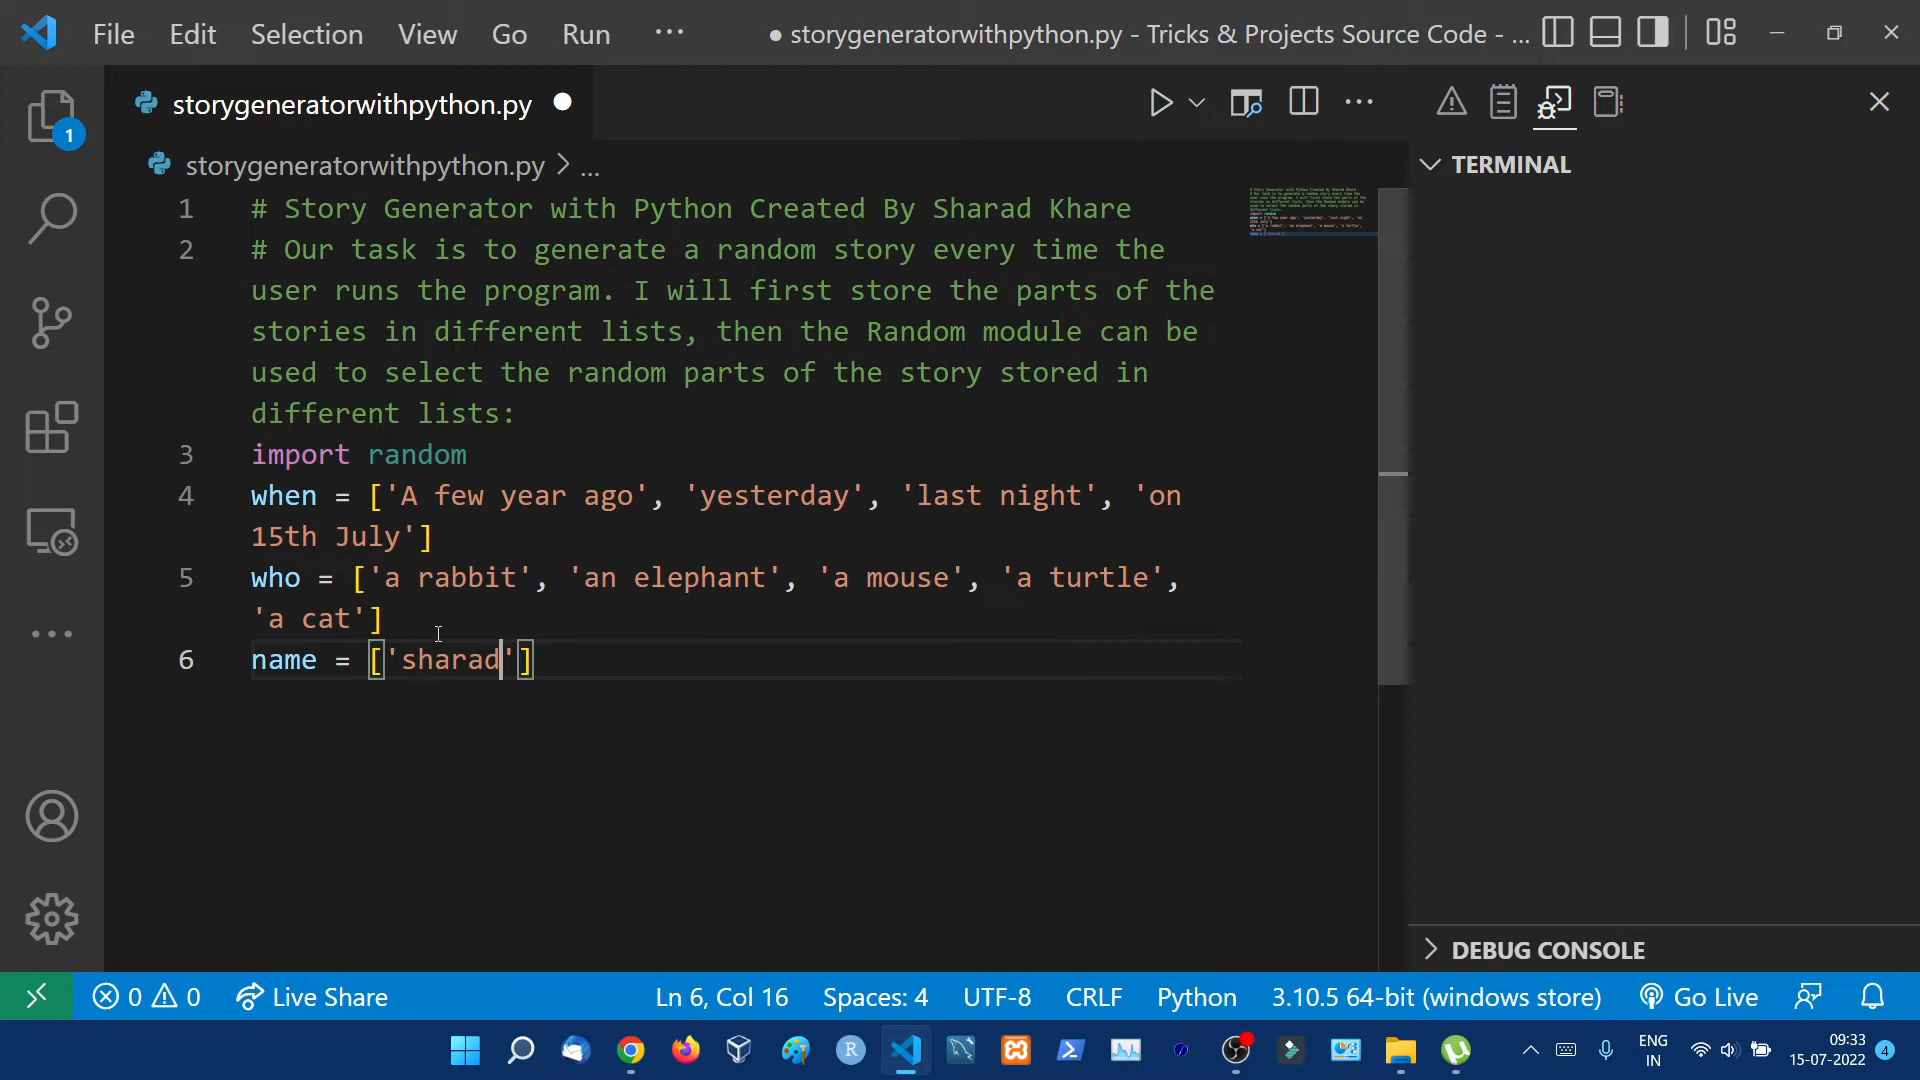 File Edit Selection View Go Run ··· ● storygeneratorwithpython.py - Tricks & Projects Source Code - ...
storygeneratorwithpython.py
storygeneratorwithpython.py > ...
TERMINAL
1 # Story Generator with Python Created By Sharad Khare
2 # Our task is to generate a random story every time the
user runs the program. I will first store the parts of the
stories in different lists, then the Random module can be
used to select the random parts of the story stored in
different lists:
3 import random
4 when = ['A few year ago', 'yesterday', 'last night', 'on
15th July']
5 who = ['a rabbit', 'an elephant', 'a mouse', 'a turtle',
'a cat']
6 name = ['sharad']
1
DEBUG CONSOLE
0 0 Live Share Ln 6, Col 16 Spaces: 4 UTF-8 CRLF Python 3.10.5 64-bit (windows store) Go Live
R
ENG
IN
09:33
15-07-2022
4